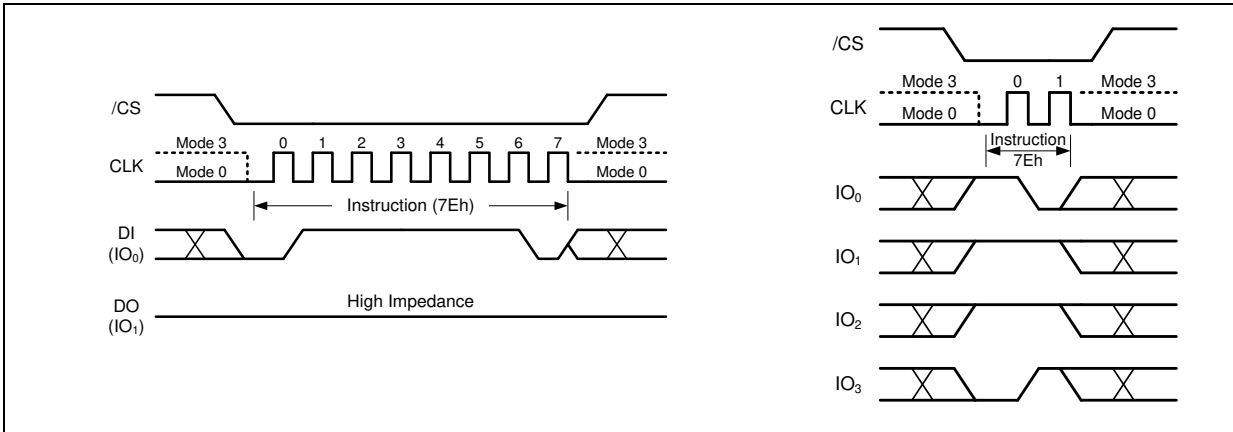 /CS
Mode 3 0 1 2 3 4 5 6 7 Mode 3
CLK
Mode 0 Mode 0
Instruction (7Eh)
DI
(IO₀)
High Impedance
DO
(IO₁)
/CS
Mode 3 0 1 Mode 3
CLK
Mode 0 Mode 0
Instruction
7Eh
IO₀
IO₁
IO₂
IO₃